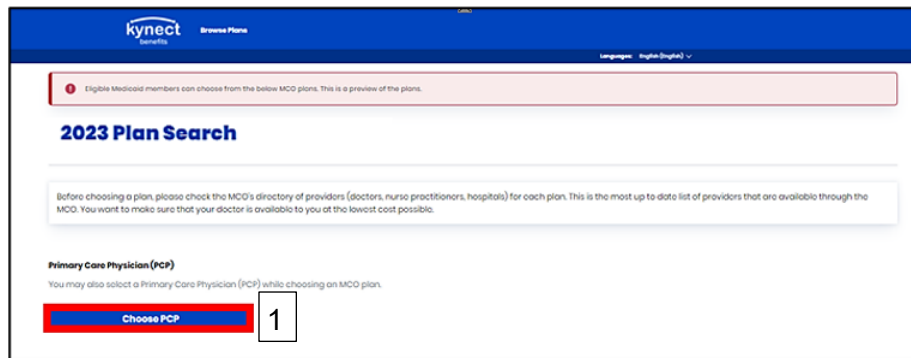 kynect
benefits
Browse Plans
Languages: English (English)
Eligible Medicaid members can choose from the below MCO plans. This is a preview of the plans.
2023 Plan Search
Before choosing a plan, please check the MCO's directory of providers (doctors, nurse practitioners, hospitals) for each plan. This is the most up to date list of providers that are available through the
MCO. You want to make sure that your doctor is available to you at the lowest cost possible.
Primary Care Physician (PCP)
You may also select a Primary Care Physician (PCP) while choosing an MCO plan.
Choose PCP
1